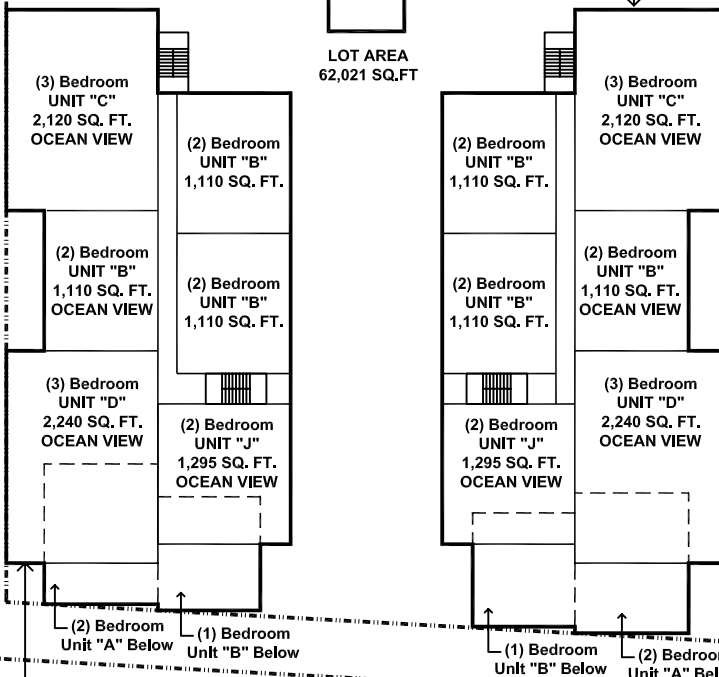 LOT AREA
62,021 SQ.FT
(3) Bedroom
UNIT "C"
2,120 SQ. FT.
OCEAN VIEW
(2) Bedroom
UNIT "B"
1,110 SQ. FT.
(2) Bedroom
UNIT "B"
1,110 SQ. FT.
(3) Bedroom
UNIT "C"
2,120 SQ. FT.
OCEAN VIEW
(2) Bedroom
UNIT "B"
1,110 SQ. FT.
OCEAN VIEW
(2) Bedroom
UNIT "B"
1,110 SQ. FT.
(2) Bedroom
UNIT "B"
1,110 SQ. FT.
(2) Bedroom
UNIT "B"
1,110 SQ. FT.
OCEAN VIEW
(3) Bedroom
UNIT "D"
2,240 SQ. FT.
OCEAN VIEW
(2) Bedroom
UNIT "J"
1,295 SQ. FT.
OCEAN VIEW
(2) Bedroom
UNIT "J"
1,295 SQ. FT.
OCEAN VIEW
(3) Bedroom
UNIT "D"
2,240 SQ. FT.
OCEAN VIEW
(2) Bedroom
Unit "A" Below
(1) Bedroom
Unit "B" Below
(1) Bedroom
Unit "B" Below
(2) Bedroo
Unit "A" Bel